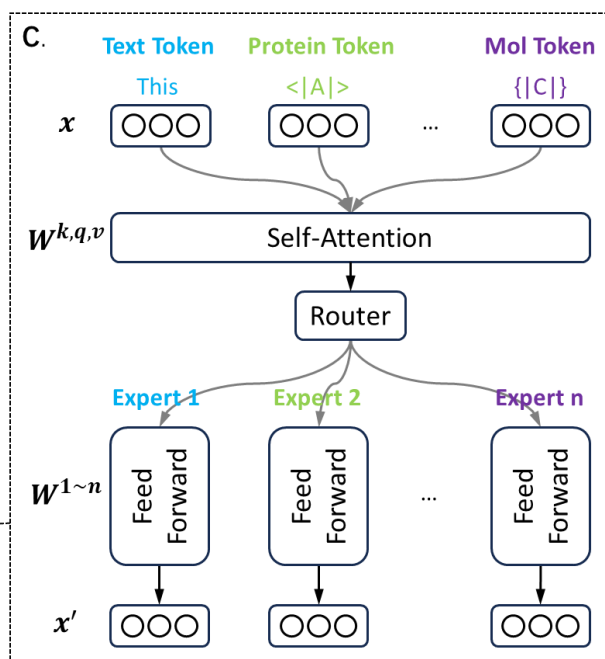 C.
Text Token Protein Token Mol Token
This <|A|> {|C|}
x ...
W^{k,q,v} Self-Attention
Router
Expert 1 Expert 2 Expert n
W^{1~n} Feed Forward Feed Forward ... Feed Forward
x′